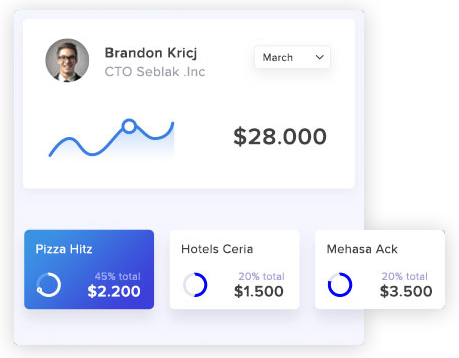 Brandon Kricj
CTO Seblak .Inc
March
$28.000
Pizza Hitz
45% total
$2.200
Hotels Ceria
20% total
$1.500
Mehasa Ack
20% total
$3.500